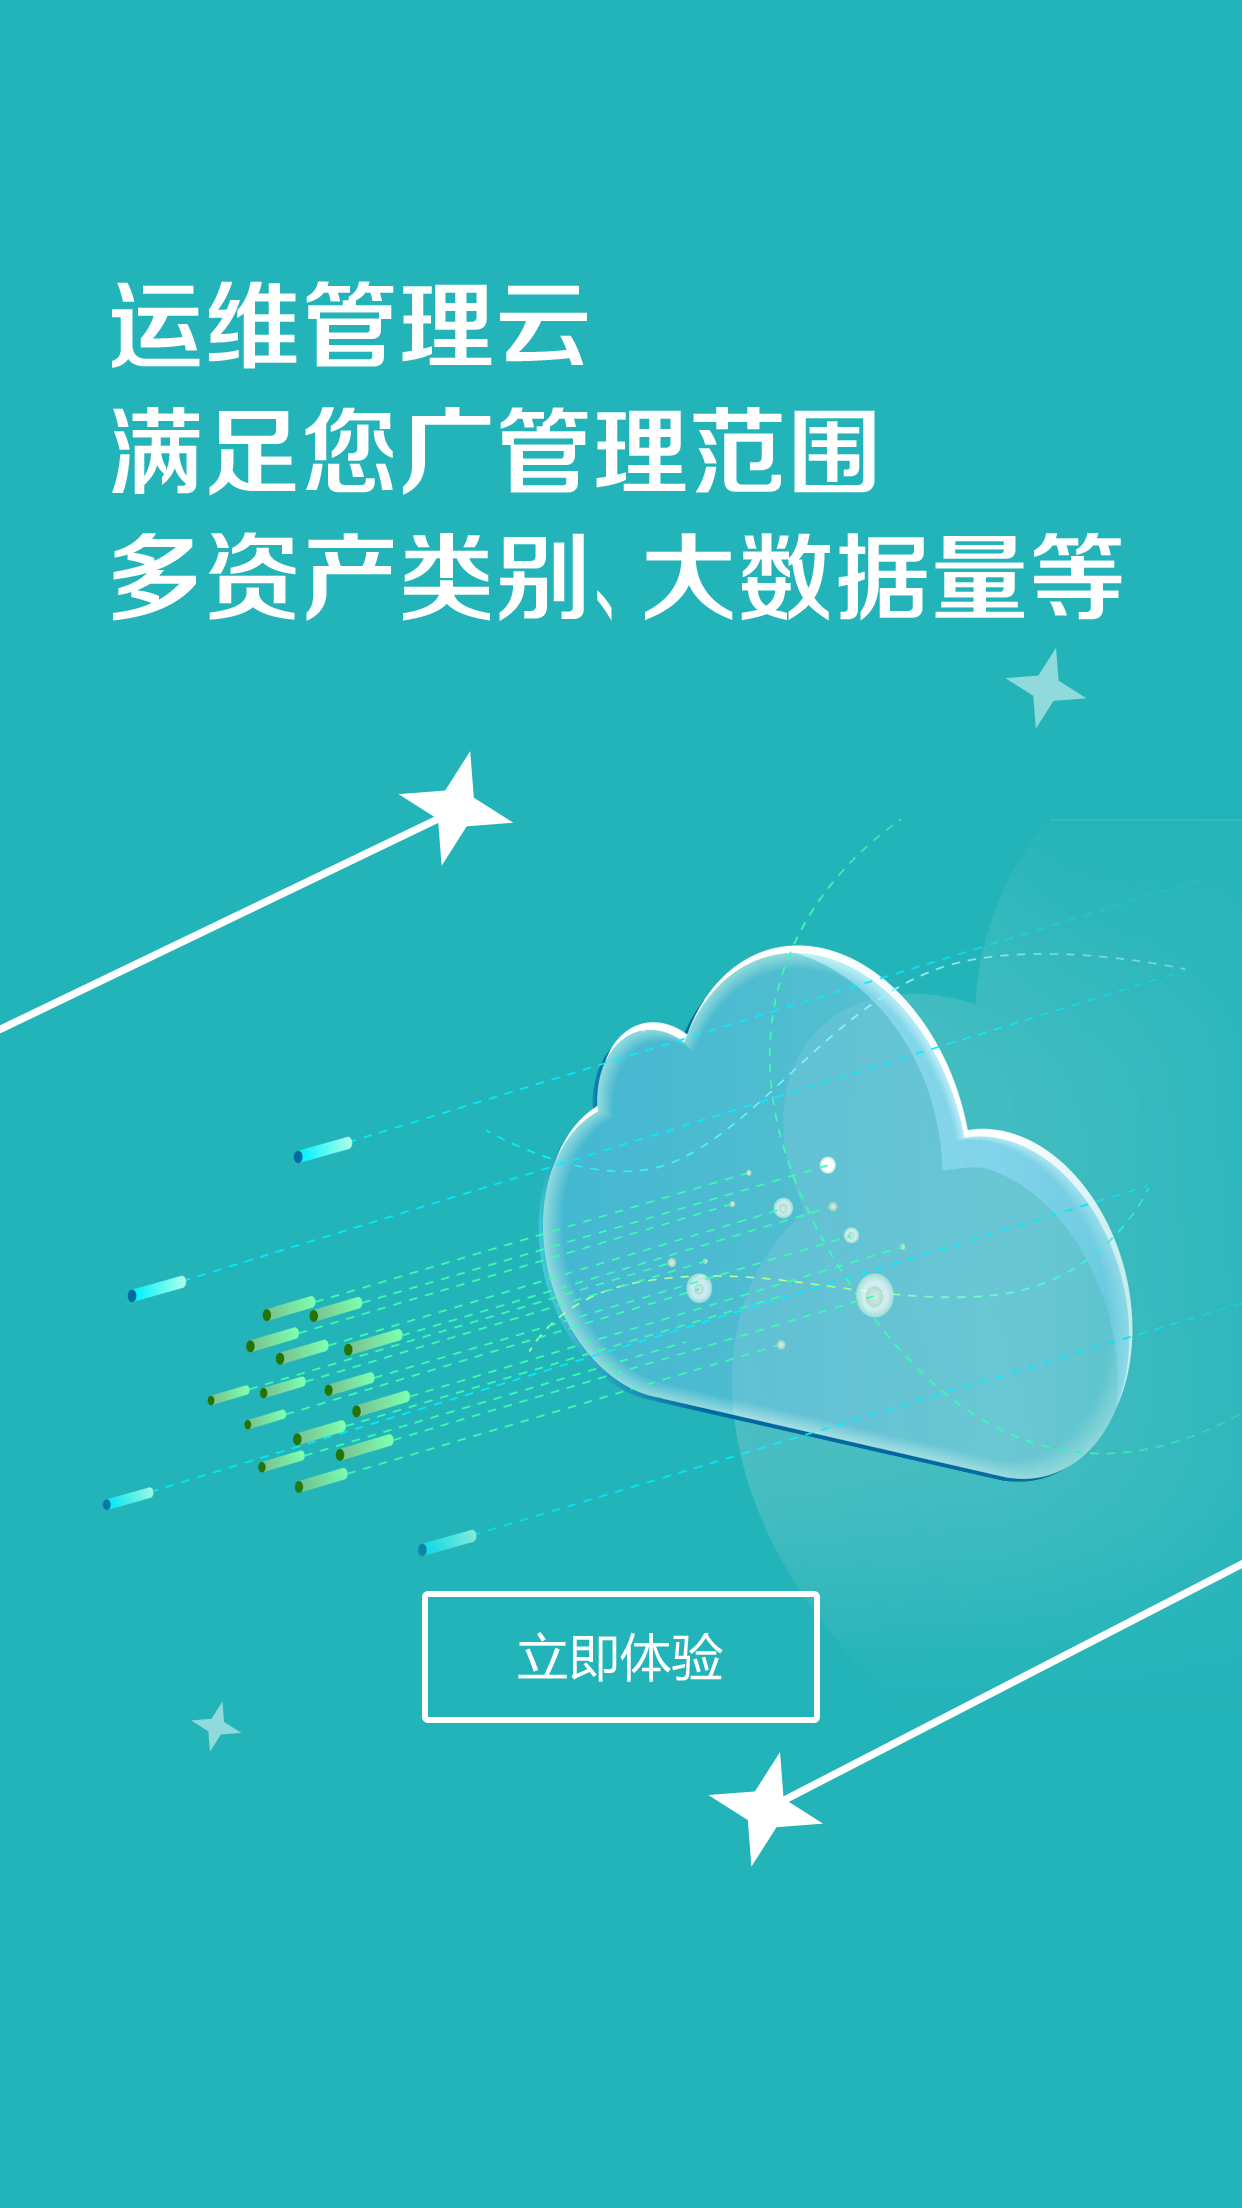 运维管理云
满足您广管理范围
多资产类别、大数据量等
立即体验